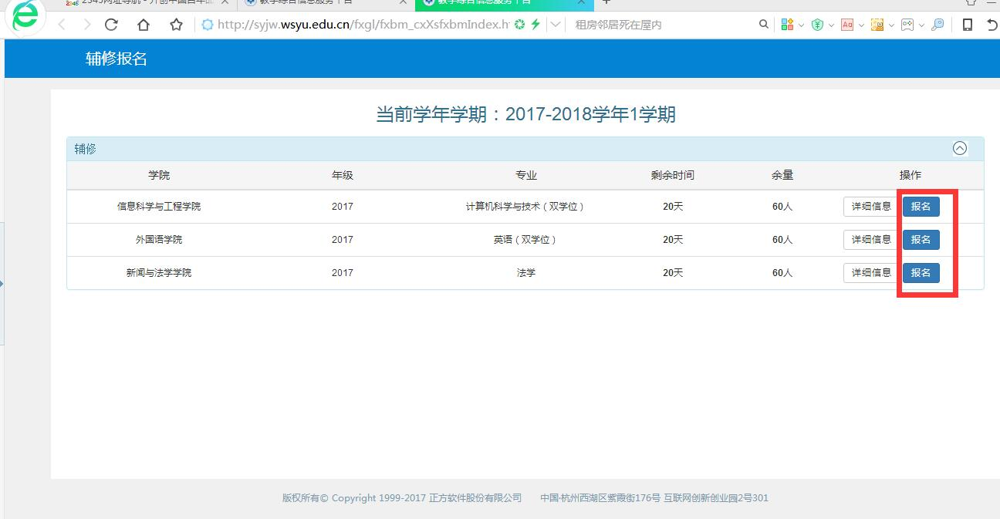 http://syjw.wsyu.edu.cn/fxgl/fxbm_cxXsfxbmIndex.h
租房邻居死在屋内
辅修报名
当前学年学期：2017-2018学年1学期
辅修
学院 年级 专业 剩余时间 余量 操作
信息科学与工程学院 2017 计算机科学与技术（双学位） 20天 60人 详细信息 报名
外国语学院 2017 英语（双学位） 20天 60人 详细信息 报名
新闻与法学学院 2017 法学 20天 60人 详细信息 报名
版权所有© Copyright 1999-2017 正方软件股份有限公司 中国·杭州西湖区紫霞街176号 互联网创新创业园2号301